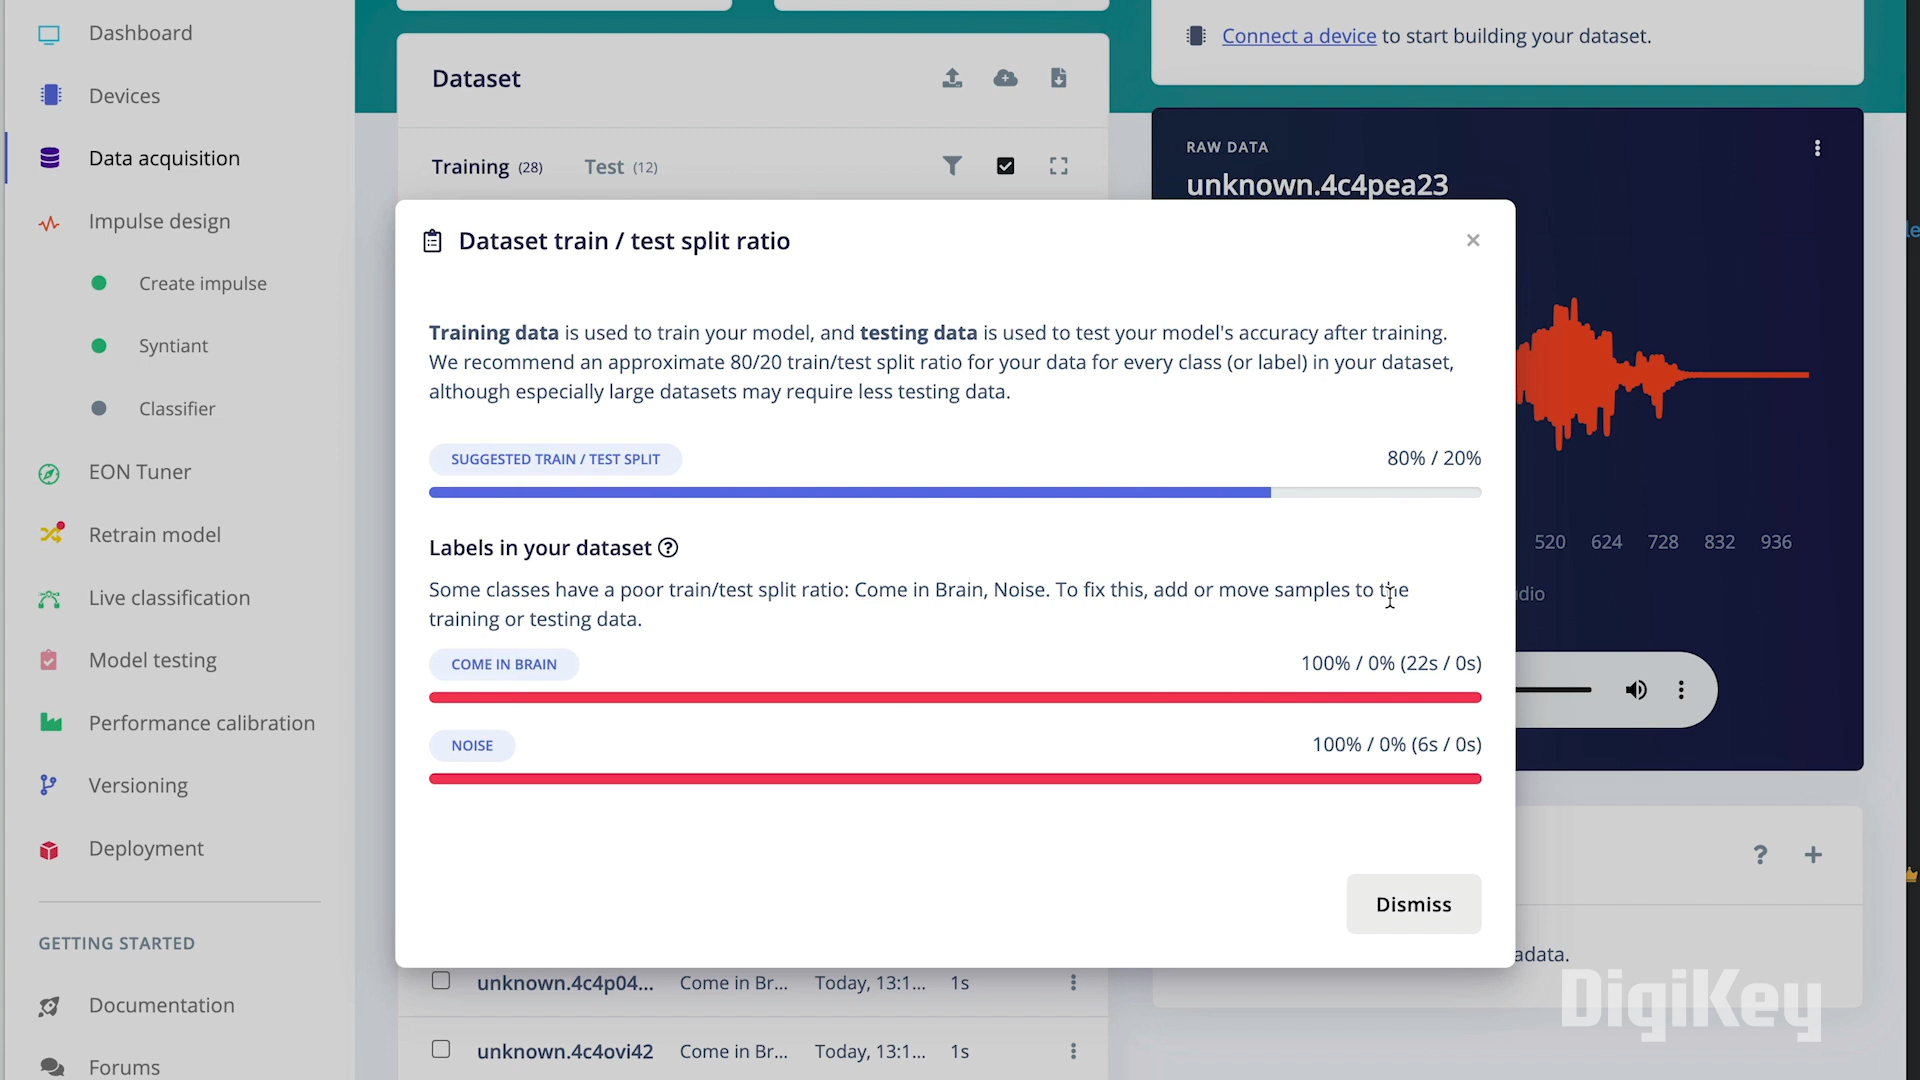 Dashboard
Devices
Data acquisition
Impulse design
Create impulse
Syntiant
Classifier
EON Tuner
Retrain model
Live classification
Model testing
Performance calibration
Versioning
Deployment
GETTING STARTED
Documentation
Forums
Dataset
Training (28) Test (12)
Connect a device to start building your dataset.
RAW DATA
unknown.4c4pea23
Dataset train / test split ratio
×
Training data is used to train your model, and testing data is used to test your model's accuracy after training.
We recommend an approximate 80/20 train/test split ratio for your data for every class (or label) in your dataset,
although especially large datasets may require less testing data.
SUGGESTED TRAIN / TEST SPLIT 80% / 20%
Labels in your dataset ?
Some classes have a poor train/test split ratio: Come in Brain, Noise. To fix this, add or move samples to the
training or testing data.
COME IN BRAIN 100% / 0% (22s / 0s)
NOISE 100% / 0% (6s / 0s)
Dismiss
520 624 728 832 936
dio
? +
adata.
unknown.4c4p04... Come in Br... Today, 13:1... 1s
unknown.4c4ovi42 Come in Br... Today, 13:1... 1s
DigiKey